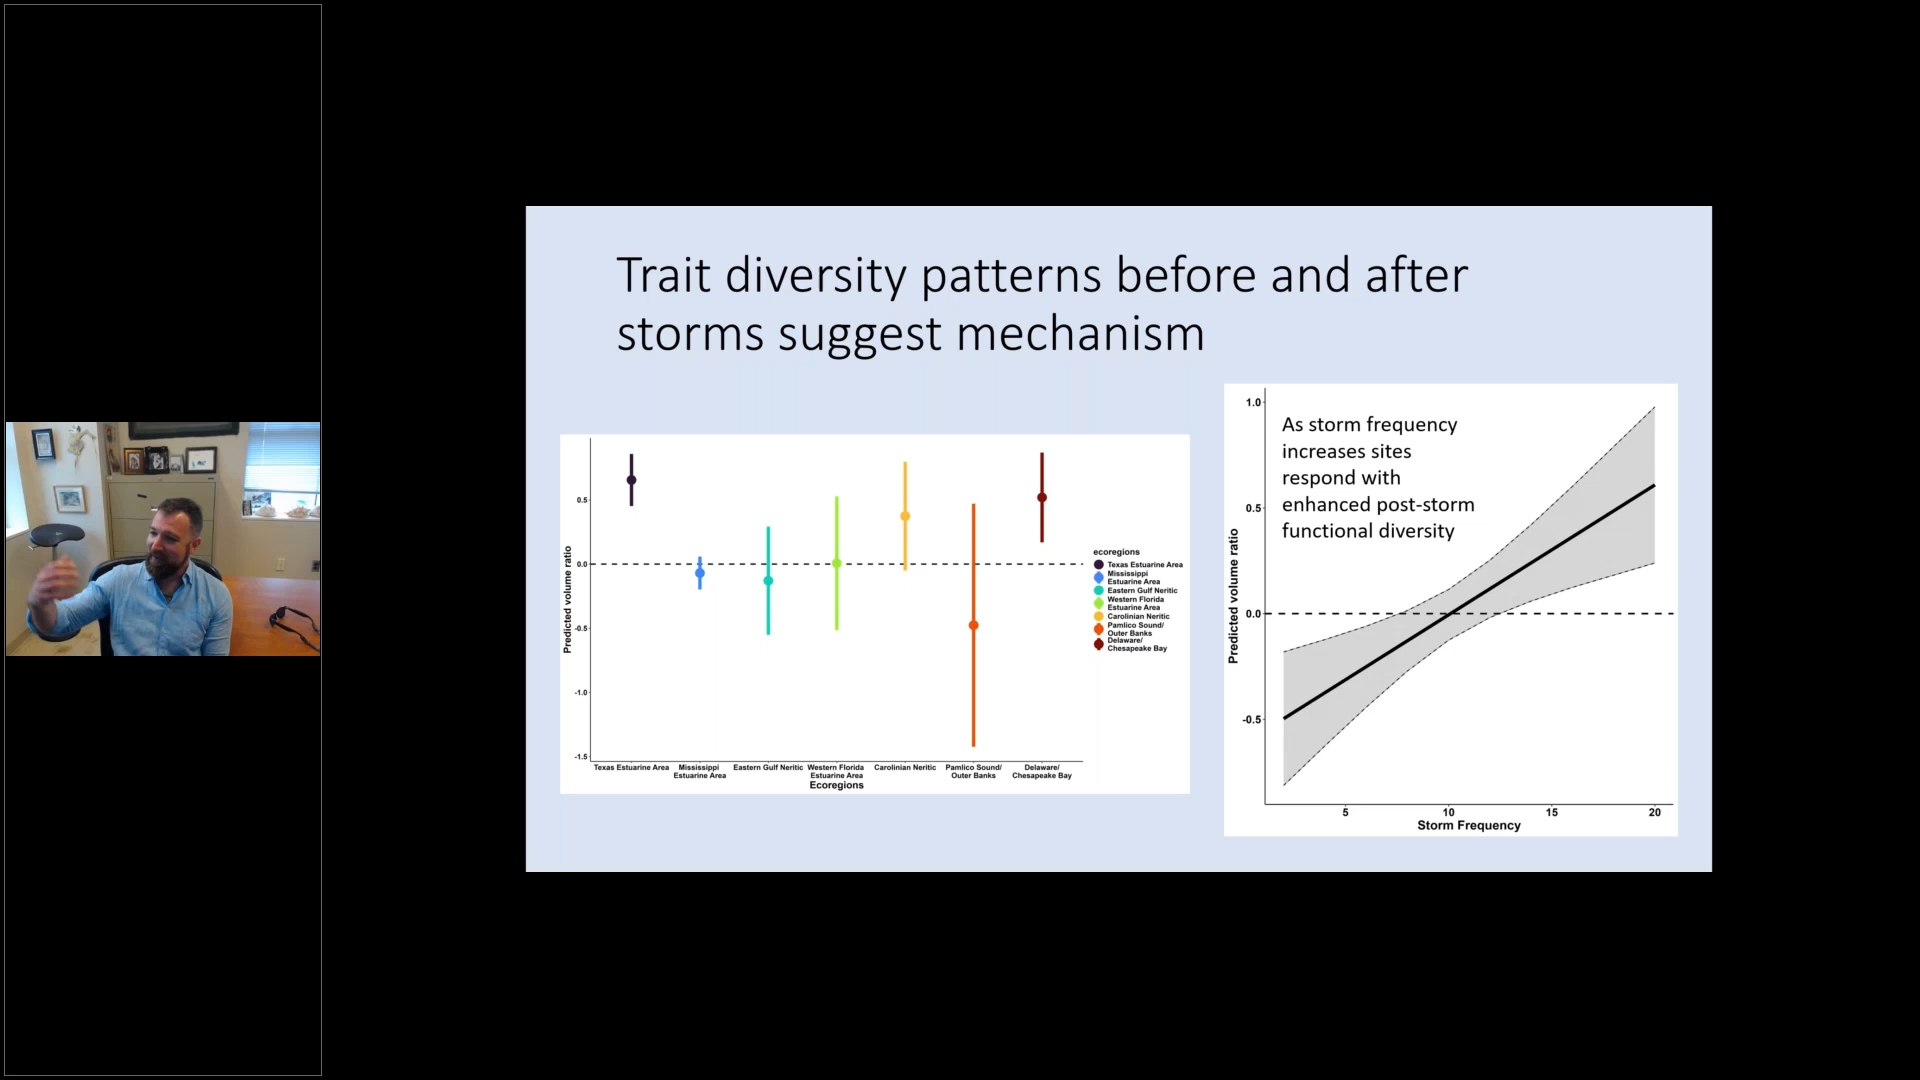 Trait diversity patterns before and after
storms suggest mechanism
Predicted volume ratio
0.5
0.0
-0.5
-1.0
-1.5
Texas Estuarine Area
Mississippi
Estuarine Area
Eastern Gulf Neritic
Western Florida
Estuarine Area
Carolinian Neritic
Pamlico Sound/
Outer Banks
Delaware/
Chesapeake Bay
Ecoregions
ecoregions
Texas Estuarine Area
Mississippi
Estuarine Area
Eastern Gulf Neritic
Western Florida
Estuarine Area
Carolinian Neritic
Pamlico Sound/
Outer Banks
Delaware/
Chesapeake Bay
As storm frequency
increases sites
respond with
enhanced post-storm
functional diversity
Predicted volume ratio
1.0
0.5
0.0
-0.5
5 10 15 20
Storm Frequency